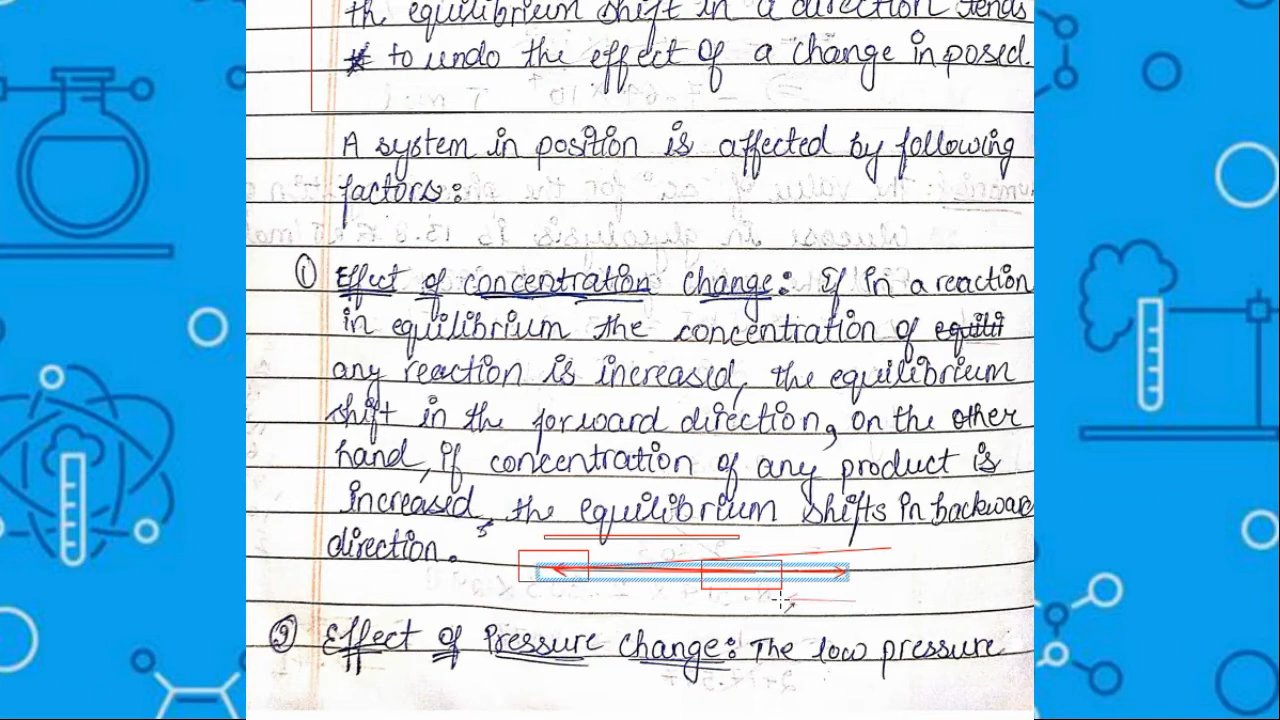 th equilibrium shift in a direction tends
to undo the effect of a change in posed.
A system in position is affected by following
factors:
① Effect of concentration change: If in a reaction
in equilibrium the concentration of equili
any reaction is increased, the equilibrium
shift in the forward direction, on the other
hand, if concentration of any product is
increased, the equilibrium shifts in backward
direction.
② Effect of Pressure Change: The low pressure